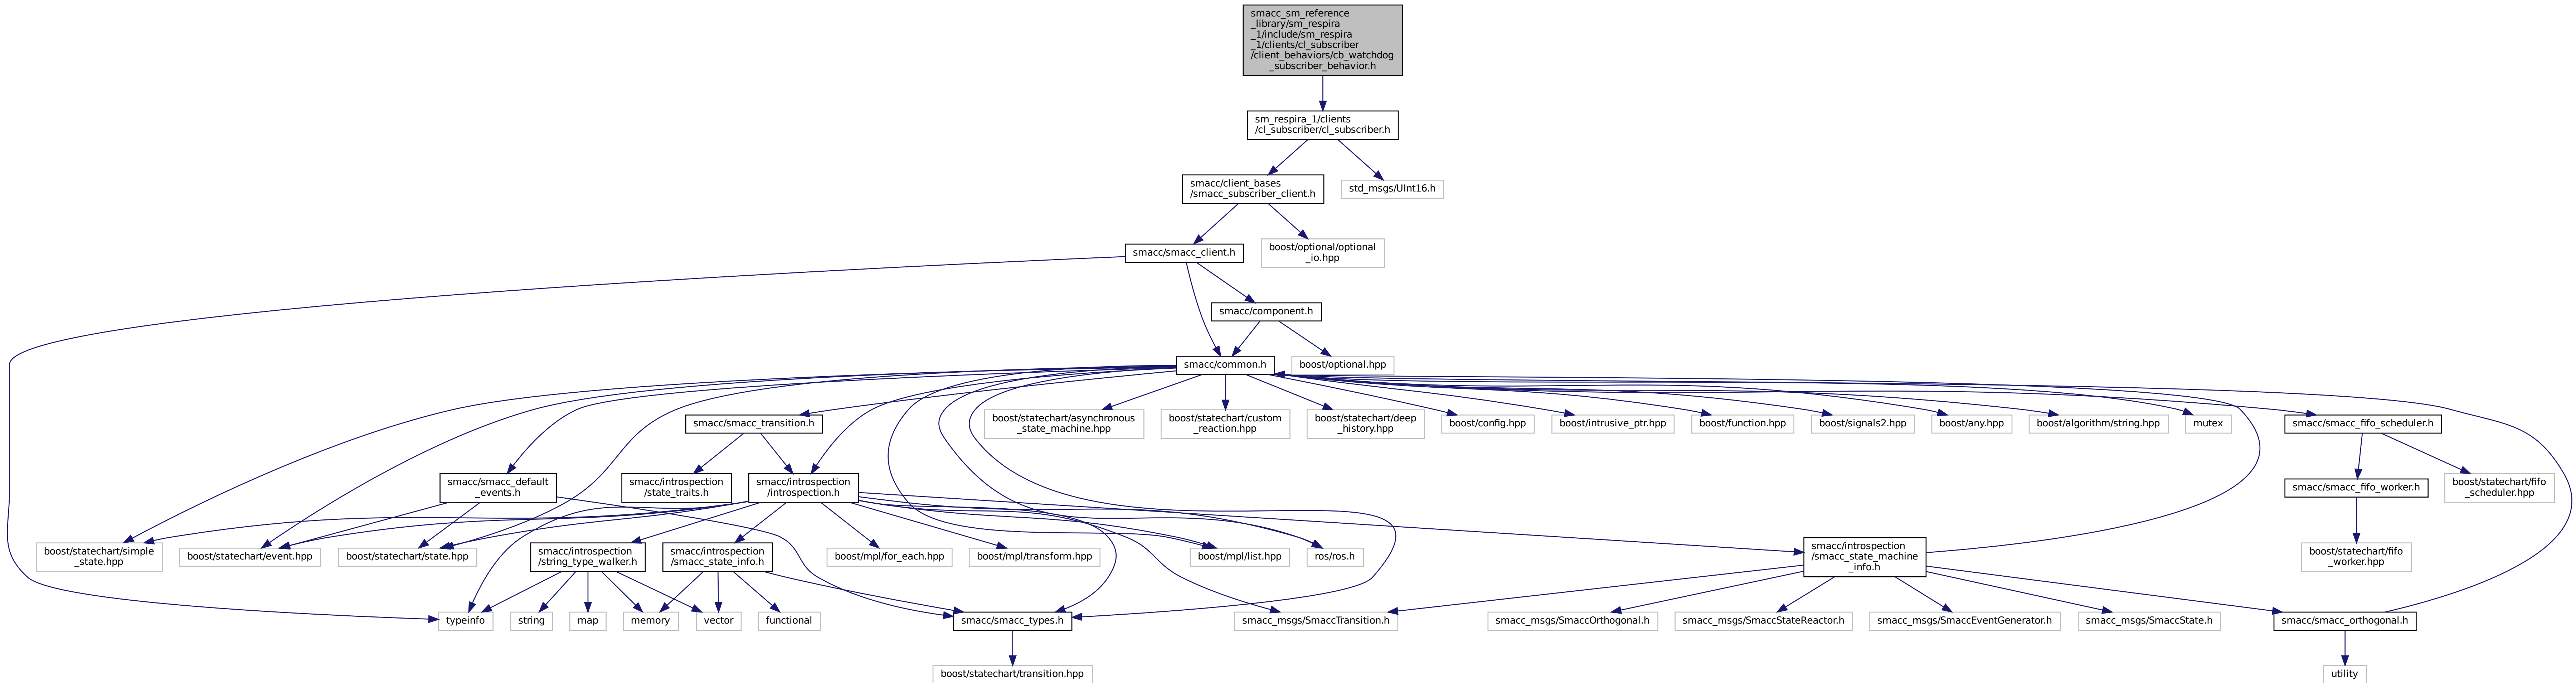 smacc_sm_reference
_library/sm_respira
_1/include/sm_respira
_1/clients/cl_subscriber
/client_behaviors/cb_watchdog
_subscriber_behavior.h
sm_respira_1/clients
/cl_subscriber/cl_subscriber.h
smacc/client_bases
/smacc_subscriber_client.h
std_msgs/UInt16.h
smacc/smacc_client.h
boost/optional/optional
_io.hpp
smacc/component.h
smacc/common.h
boost/optional.hpp
smacc/smacc_transition.h
boost/statechart/asynchronous
_state_machine.hpp
boost/statechart/custom
_reaction.hpp
boost/statechart/deep
_history.hpp
boost/config.hpp
boost/intrusive_ptr.hpp
boost/function.hpp
boost/signals2.hpp
boost/any.hpp
boost/algorithm/string.hpp
mutex
smacc/smacc_fifo_scheduler.h
smacc/smacc_default
_events.h
smacc/introspection
/state_traits.h
smacc/introspection
/introspection.h
smacc/smacc_fifo_worker.h
boost/statechart/fifo
_scheduler.hpp
boost/statechart/simple
_state.hpp
boost/statechart/event.hpp
boost/statechart/state.hpp
smacc/introspection
/string_type_walker.h
smacc/introspection
/smacc_state_info.h
boost/mpl/for_each.hpp
boost/mpl/transform.hpp
boost/mpl/list.hpp
ros/ros.h
smacc/introspection
/smacc_state_machine
_info.h
boost/statechart/fifo
_worker.hpp
typeinfo
string
map
memory
vector
functional
smacc/smacc_types.h
smacc_msgs/SmaccTransition.h
smacc_msgs/SmaccOrthogonal.h
smacc_msgs/SmaccStateReactor.h
smacc_msgs/SmaccEventGenerator.h
smacc_msgs/SmaccState.h
smacc/smacc_orthogonal.h
boost/statechart/transition.hpp
utility